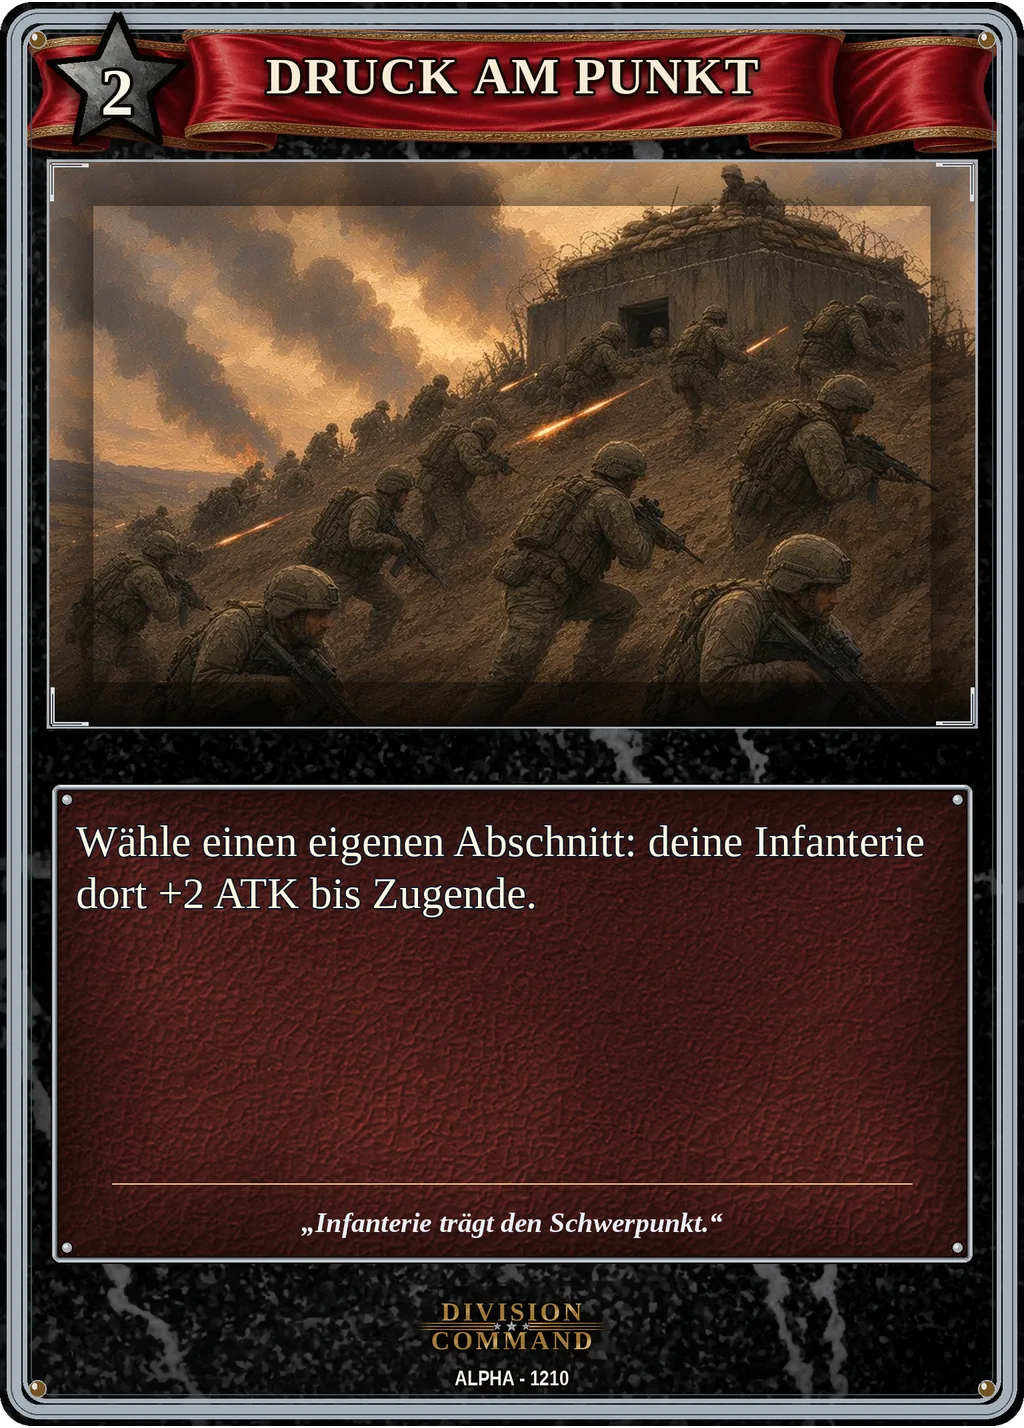 2
DRUCK AM PUNKT
Wähle einen eigenen Abschnitt: deine Infanterie
dort +2 ATK bis Zugende.
„Infanterie trägt den Schwerpunkt.“
DIVISION
COMMAND
ALPHA - 1210